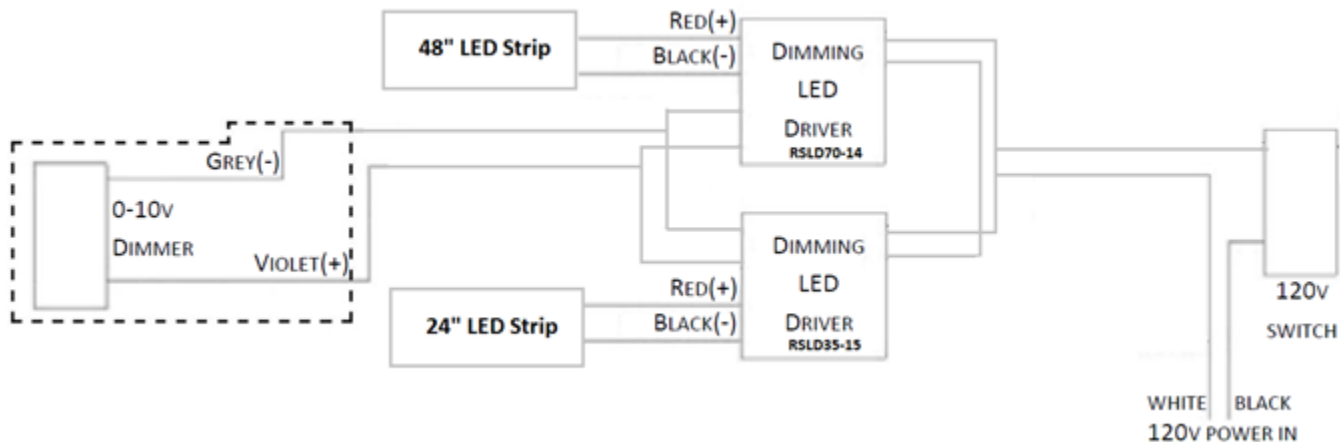 48" LED Strip
RED(+)
BLACK(-)
DIMMING
LED
DRIVER
RSLD70-14
GREY(-)
0-10V
DIMMER
VIOLET(+)
24" LED Strip
RED(+)
BLACK(-)
DIMMING
LED
DRIVER
RSLD35-15
120V
SWITCH
WHITE BLACK
120V POWER IN